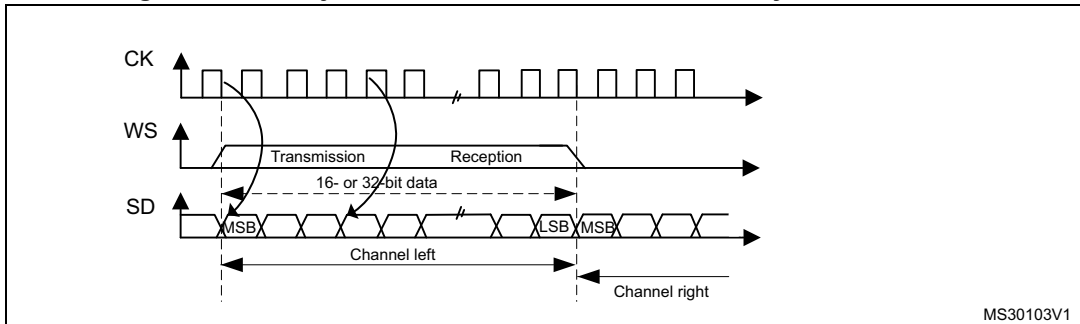 CK
WS
Transmission Reception
16- or 32-bit data
SD
MSB LSB MSB
Channel left
Channel right
MS30103V1